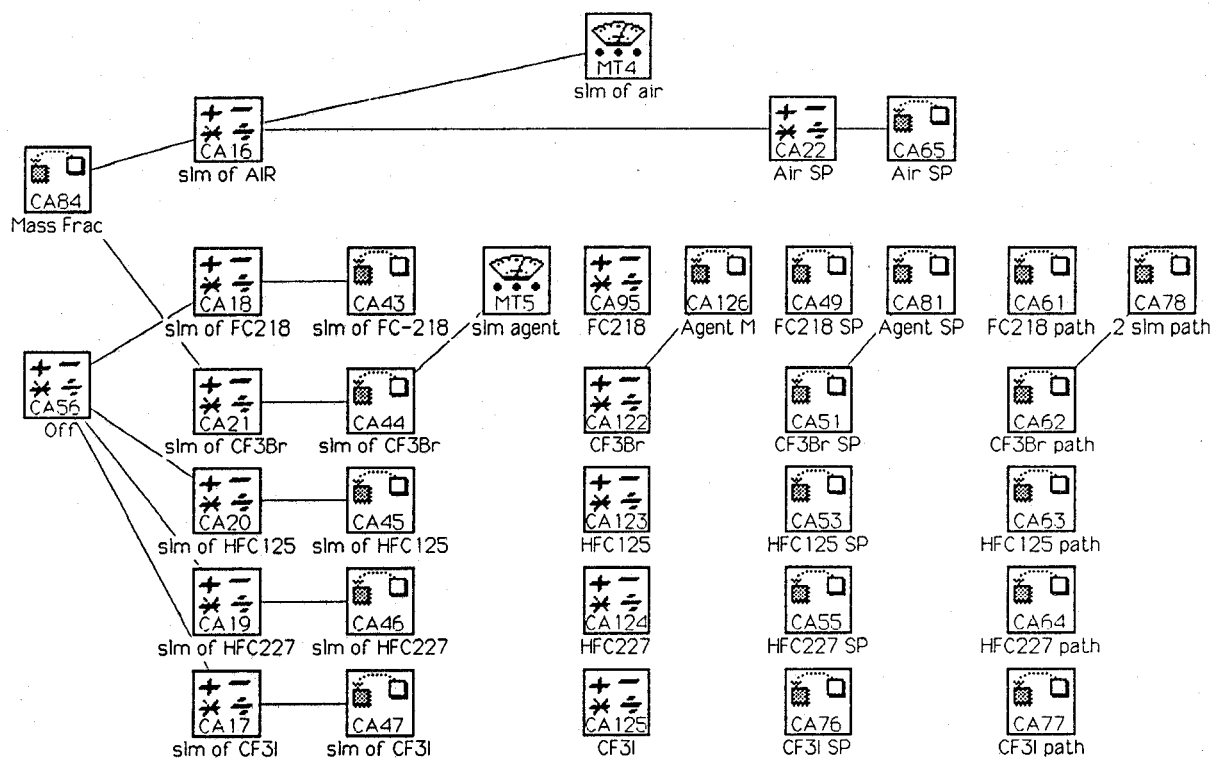 MT4
slm of air
CA16
slm of AIR
CA22
Air SP
CA65
Air SP
CA84
Mass Frac
CA18
slm of FC218
CA43
slm of FC-218
MT5
slm agent
CA95
FC218
CA126
Agent M
CA49
FC218 SP
CA81
Agent SP
CA61
FC218 path
CA78
2 slm path
CA56
Off
CA21
slm of CF3Br
CA44
slm of CF3Br
CA122
CF3Br
CA51
CF3Br SP
CA62
CF3Br path
CA20
slm of HFC125
CA45
slm of HFC125
CA123
HFC125
CA53
HFC125 SP
CA63
HFC125 path
CA19
slm of HFC227
CA46
slm of HFC227
CA124
HFC227
CA55
HFC227 SP
CA64
HFC227 path
CA17
slm of CF3I
CA47
slm of CF3I
CA125
CF3I
CA76
CF3I SP
CA77
CF3I path